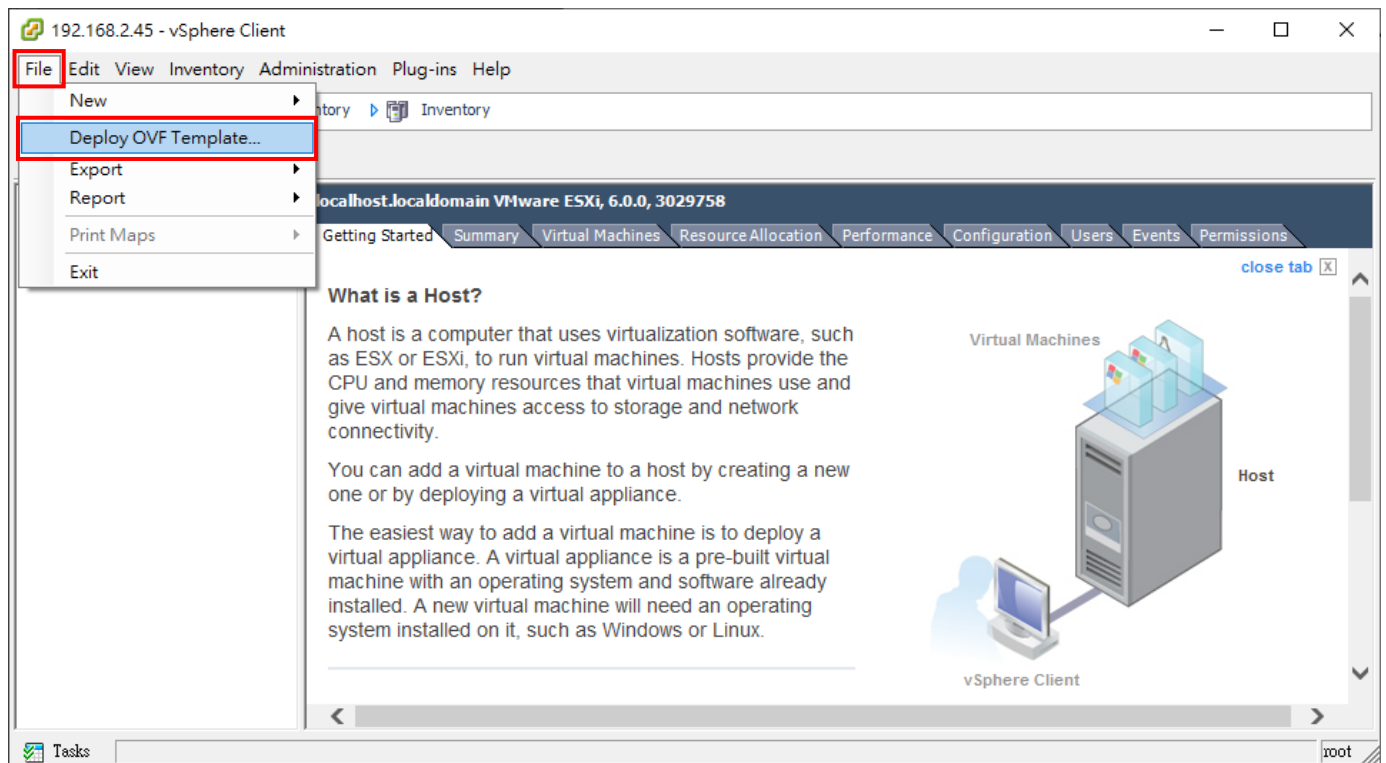 192.168.2.45 - vSphere Client
File Edit View Inventory Administration Plug-ins Help
New
Inventory
Deploy OVF Template...
Export
Report
Print Maps
Exit
localhost.localdomain VMware ESXi, 6.0.0, 3029758
Getting Started Summary Virtual Machines Resource Allocation Performance Configuration Users Events Permissions
close tab X
What is a Host?
A host is a computer that uses virtualization software, such
as ESX or ESXi, to run virtual machines. Hosts provide the
CPU and memory resources that virtual machines use and
give virtual machines access to storage and network
connectivity.
You can add a virtual machine to a host by creating a new
one or by deploying a virtual appliance.
The easiest way to add a virtual machine is to deploy a
virtual appliance. A virtual appliance is a pre-built virtual
machine with an operating system and software already
installed. A new virtual machine will need an operating
system installed on it, such as Windows or Linux.
Virtual Machines
Host
vSphere Client
Tasks
root